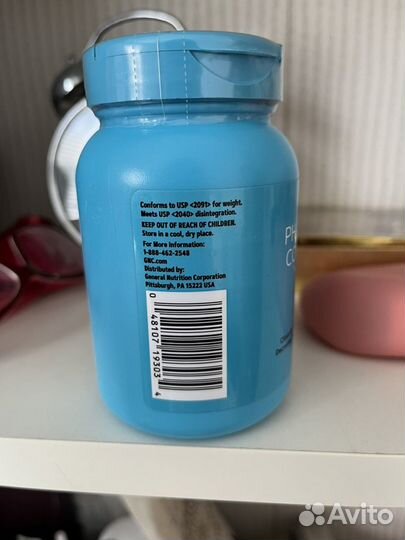 Conforms to USP <2091> for weight.
Meets USP <2040> disintegration.
KEEP OUT OF REACH OF CHILDREN.
Store in a cool, dry place.
For More Information:
1-888-462-2548
GNC.com
Distributed by:
General Nutrition Corporation
Pittsburgh, PA 15222 USA
0 48107 19303 4
Avito